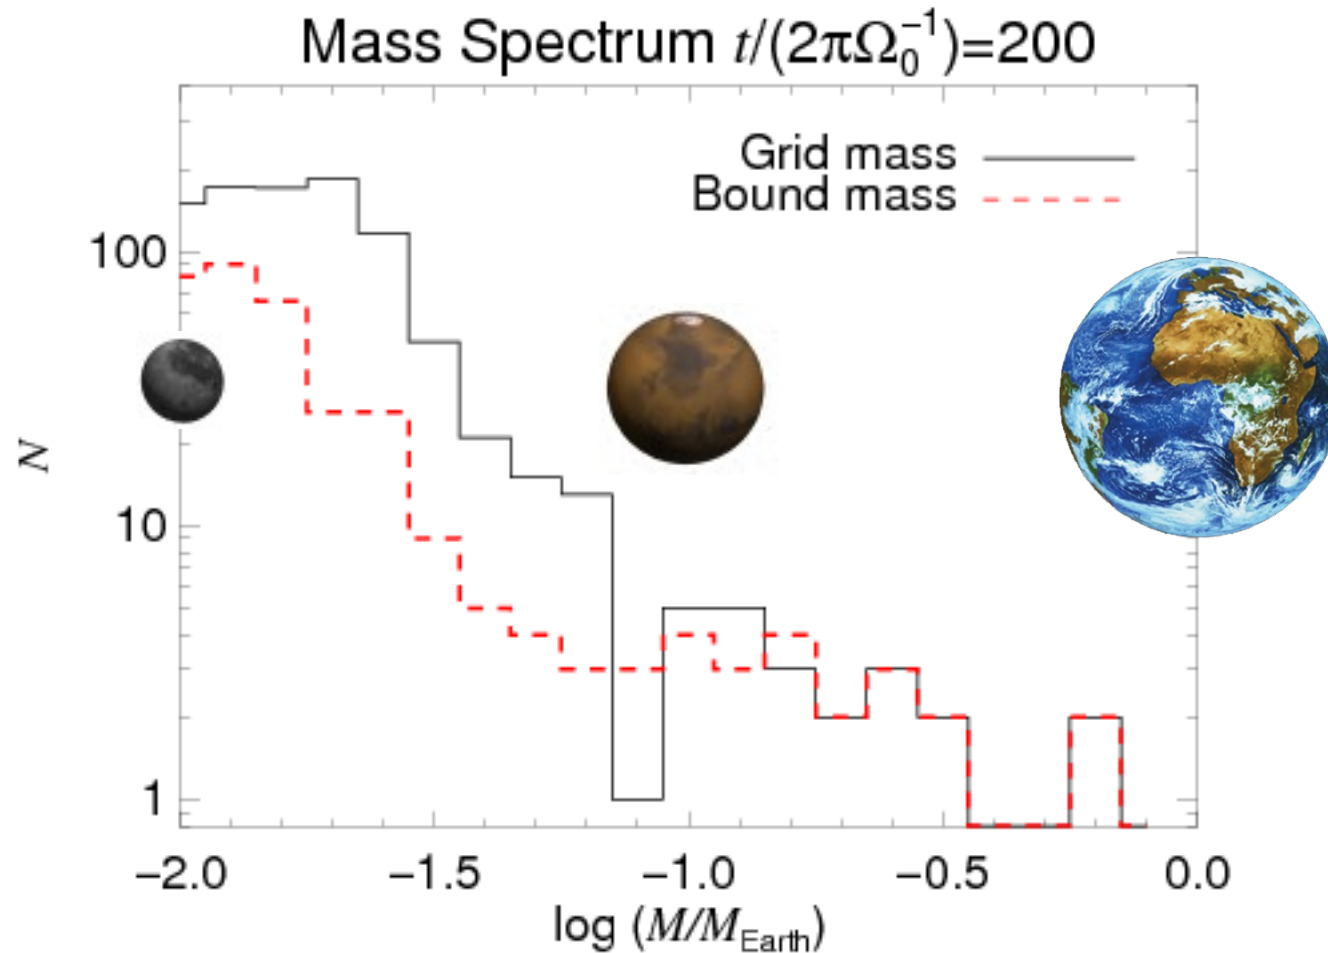 Mass Spectrum t/(2πΩ₀⁻¹)=200
Grid mass
Bound mass
100
10
1
N
−2.0 −1.5 −1.0 −0.5 0.0
log (M/M_Earth)